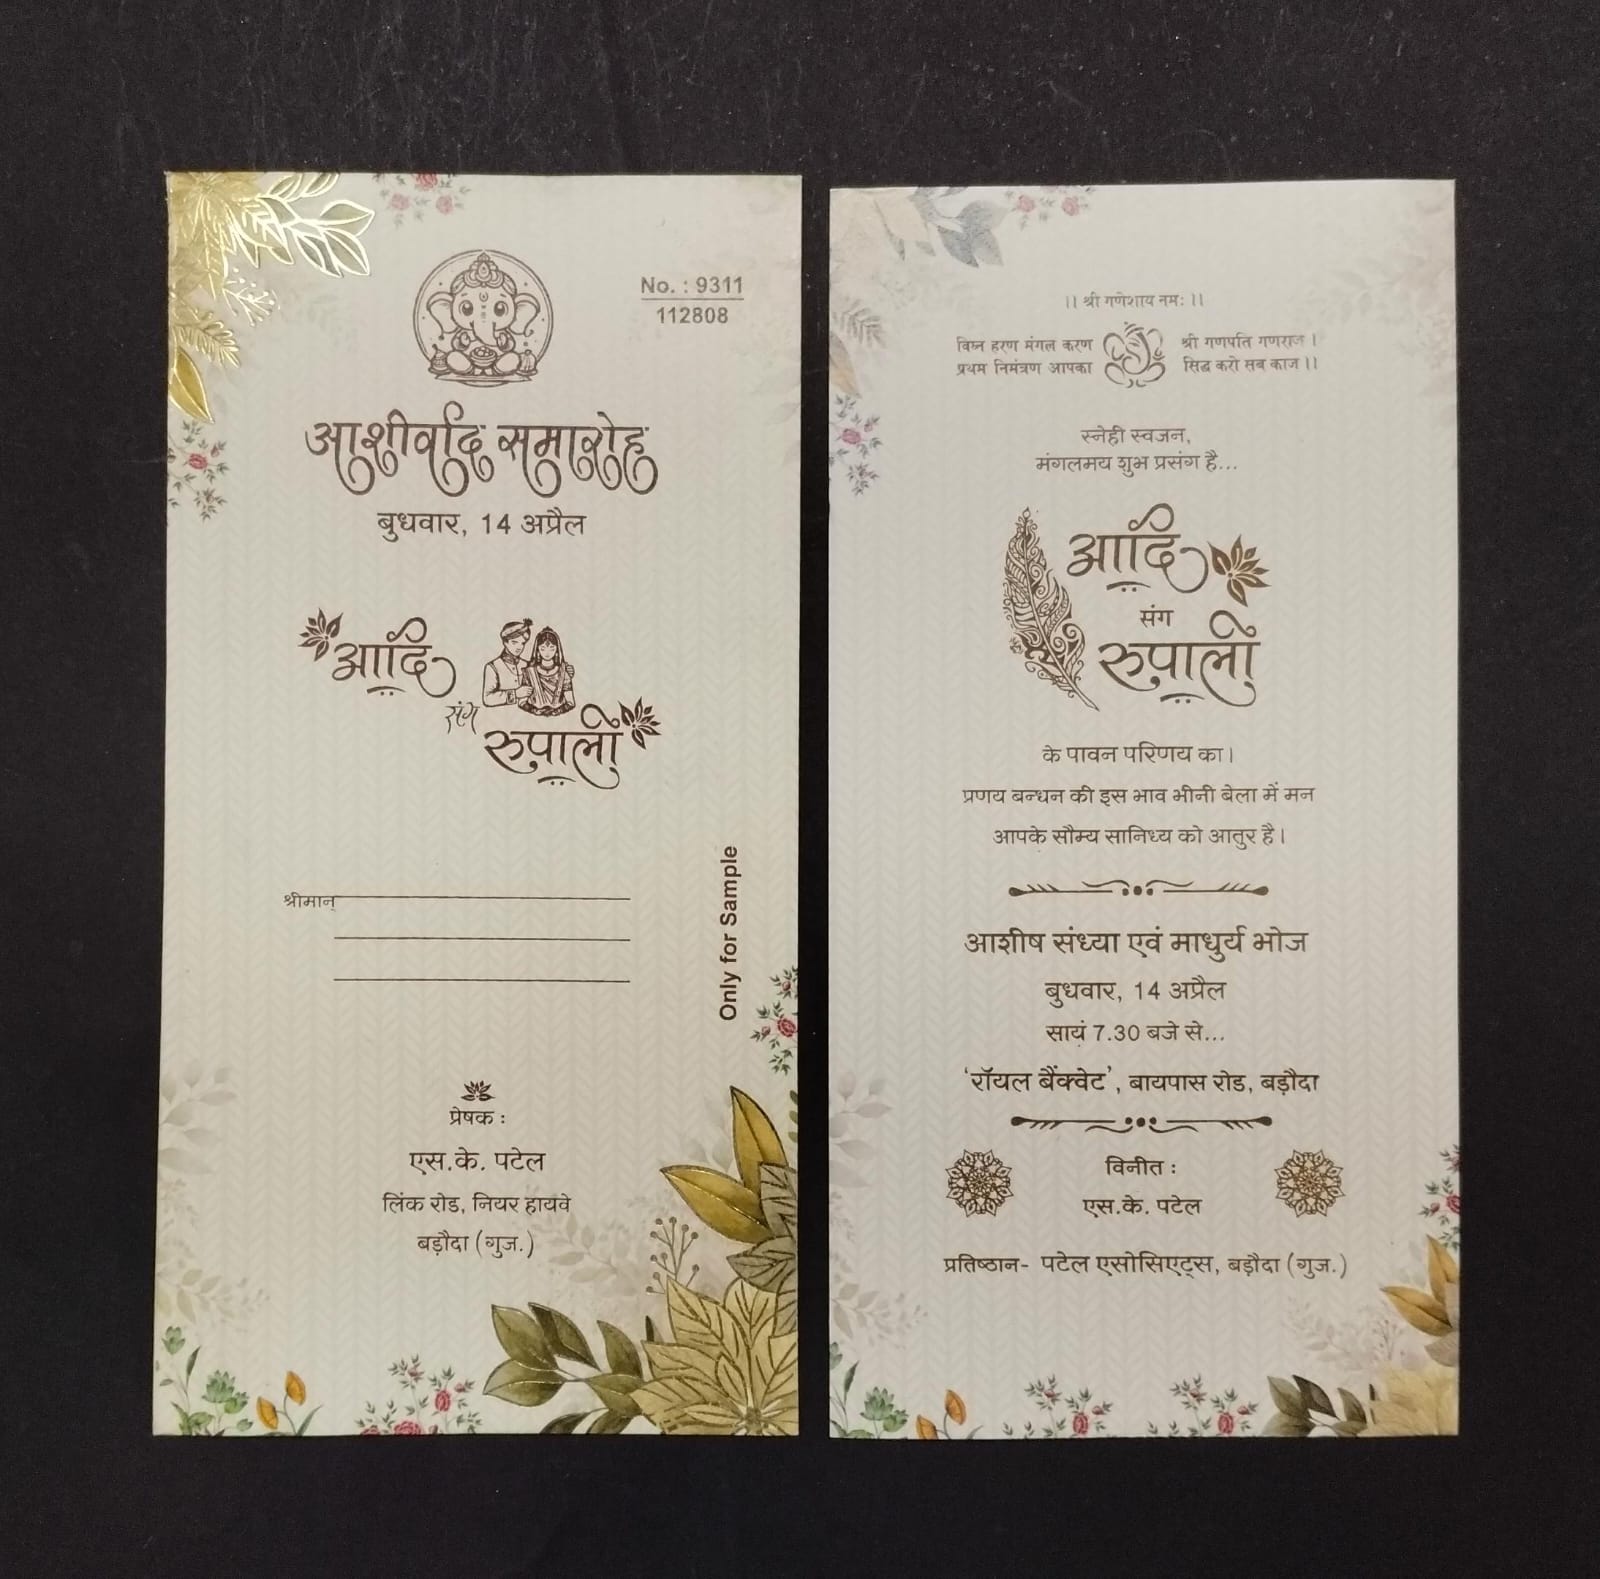 No. : 9311
112808
आशीर्वाद समारोह
बुधवार, 14 अप्रैल
आदि
संग
रुपाली
श्रीमान्
Only for Sample
प्रेषक :
एस.के. पटेल
लिंक रोड, नियर हायवे
बड़ौदा (गुज.)
।। श्री गणेशाय नमः ।।
विघ्न हरण मंगल करण श्री गणपति गणराज ।
प्रथम निमंत्रण आपका सिद्ध करो सब काज ।।
स्नेही स्वजन,
मंगलमय शुभ प्रसंग है...
आदि
संग
रुपाली
के पावन परिणय का।
प्रणय बन्धन की इस भाव भीनी बेला में मन
आपके सौम्य सानिध्य को आतुर है।
आशीष संध्या एवं माधुर्य भोज
बुधवार, 14 अप्रैल
सायं 7.30 बजे से...
‘रॉयल बैंक्वेट’, बायपास रोड, बड़ौदा
विनीत :
एस.के. पटेल
प्रतिष्ठान- पटेल एसोसिएट्स, बड़ौदा (गुज.)